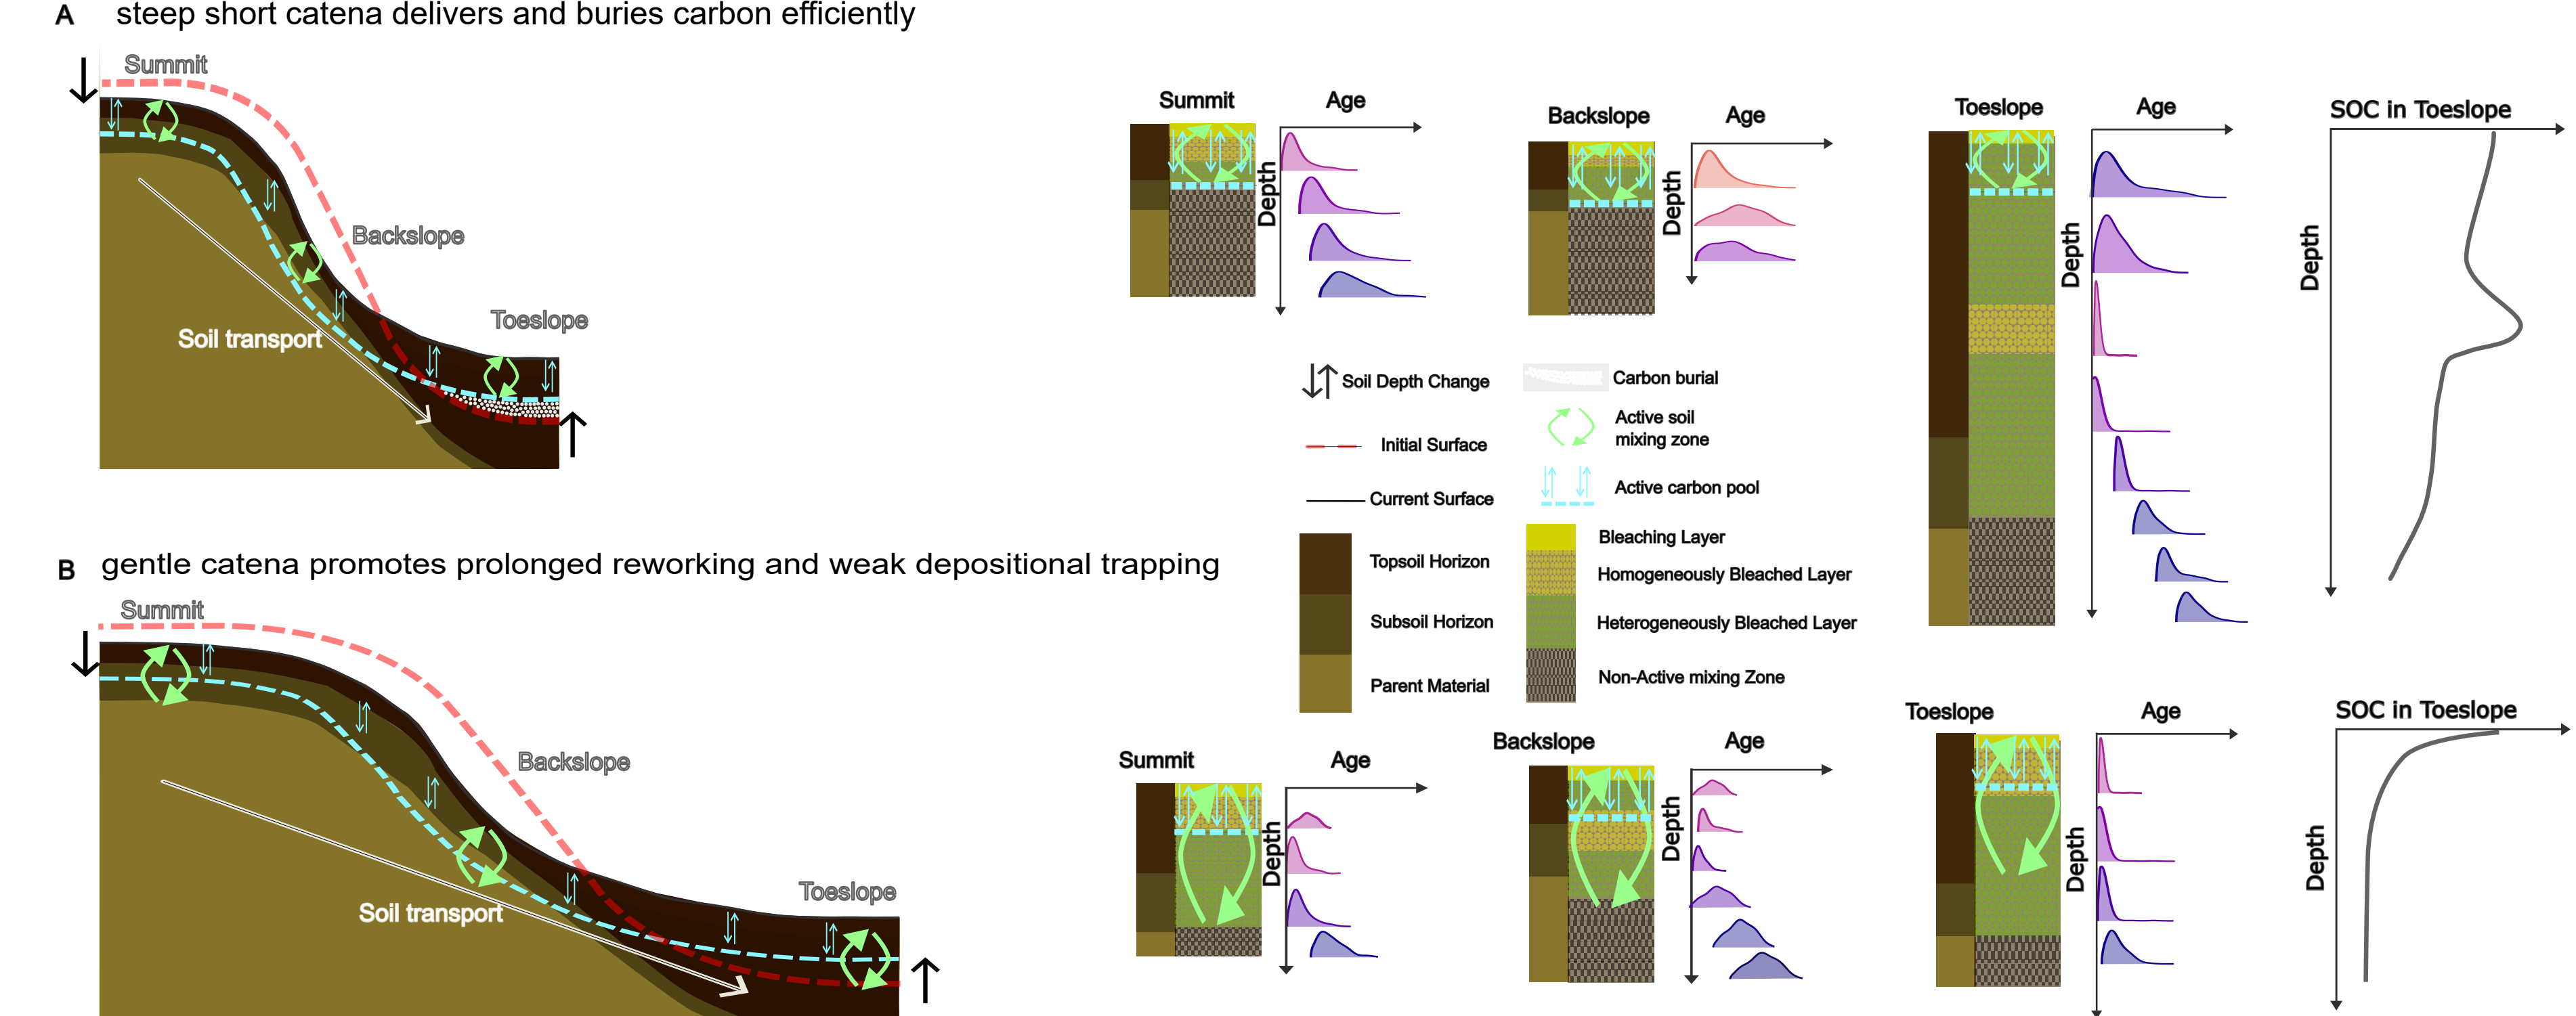 A steep short catena delivers and buries carbon efficiently
Summit
Backslope
Toeslope
Soil transport
Summit
Age
Depth
Backslope
Age
Depth
Toeslope
Age
Depth
SOC in Toeslope
Depth
Soil Depth Change
Initial Surface
Current Surface
Topsoil Horizon
Subsoil Horizon
Parent Material
Carbon burial
Active soil
mixing zone
Active carbon pool
Bleaching Layer
Homogeneously Bleached Layer
Heterogeneously Bleached Layer
Non-Active mixing Zone
B gentle catena promotes prolonged reworking and weak depositional trapping
Summit
Backslope
Toeslope
Soil transport
Summit
Age
Depth
Backslope
Age
Depth
Toeslope
Age
Depth
SOC in Toeslope
Depth